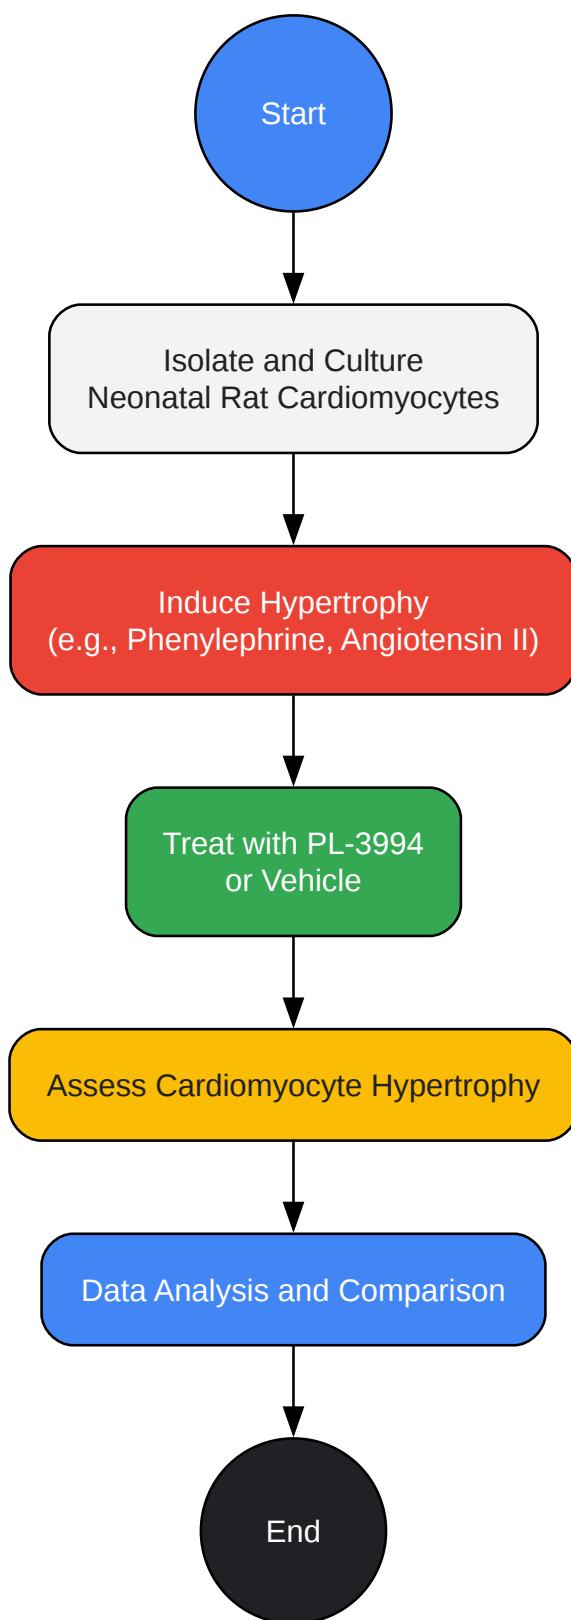 Start
Isolate and Culture
Neonatal Rat Cardiomyocytes
Induce Hypertrophy
(e.g., Phenylephrine, Angiotensin II)
Treat with PL-3994
or Vehicle
Assess Cardiomyocyte Hypertrophy
Data Analysis and Comparison
End